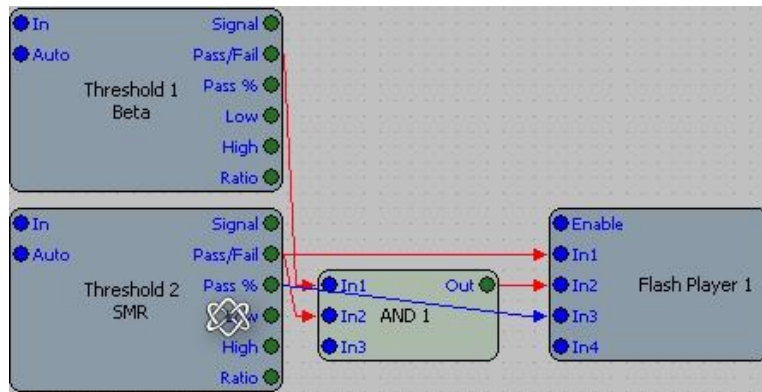 In Signal
Auto Pass/Fail
Threshold 1 Pass %
Beta Low
High
Ratio
In Signal
Auto Pass/Fail
Threshold 2 Pass %
SMR
High
Ratio
In1 Out
In2 AND 1
In3
Enable
In1
In2 Flash Player 1
In3
In4